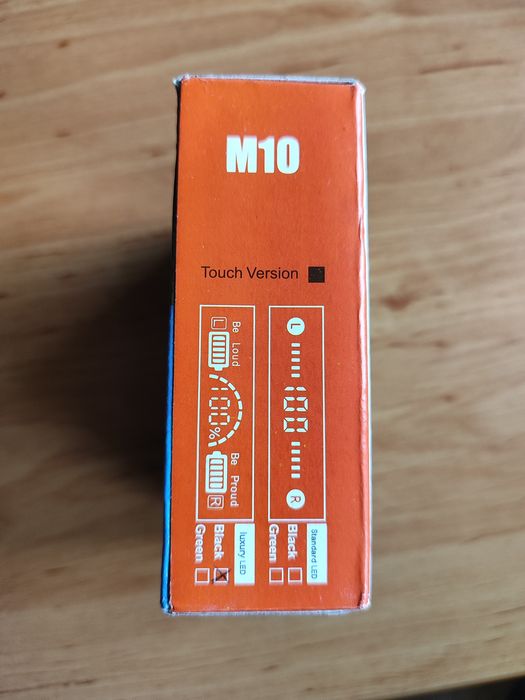 M10
Touch Version
L
100
R
Standard LED
Black
Green
L
Be Loud
100%
Be Proud
R
luxury LED
Black
Green